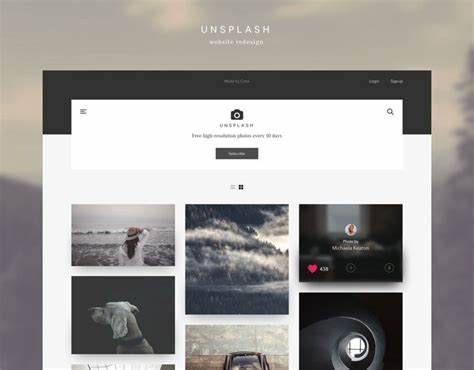 UNSPLASH
website redesign
Made by Crew
Login
Sign up
UNSPLASH
Free high-resolution photos every 10 days
Subscribe
Photo by
Michaela Keaton
438